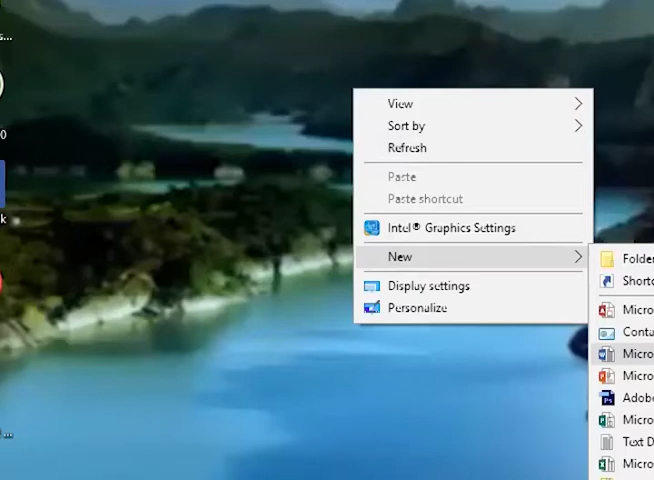 s...
0
k
...
View
Sort by
Refresh
Paste
Paste shortcut
Intel® Graphics Settings
New
Display settings
Personalize
Folder
Shortc
Micro
Conta
Micro
Micro
Adobe
Micro
Text D
Micro